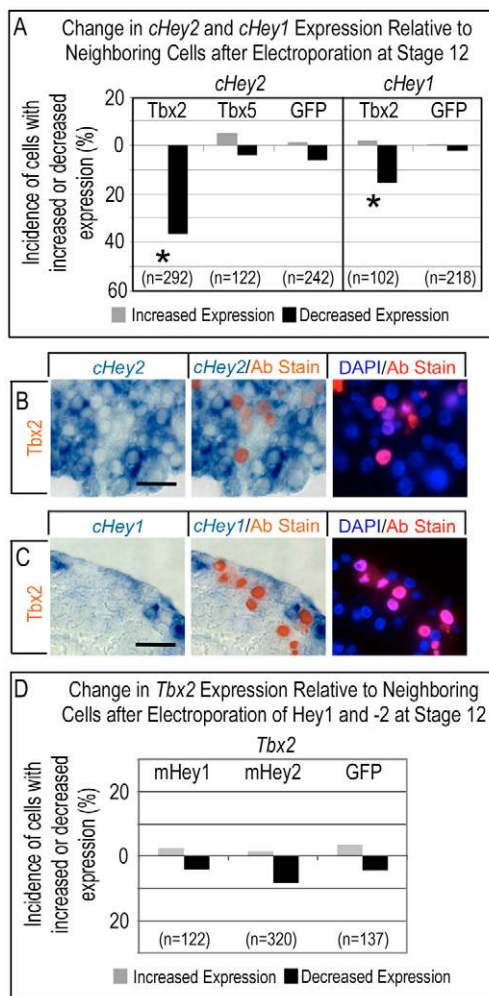 A
Change in cHey2 and cHey1 Expression Relative to
Neighboring Cells after Electroporation at Stage 12
cHey2 cHey1
Tbx2 Tbx5 GFP Tbx2 GFP
Incidence of cells with
increased or decreased
expression (%)
20
0
20
40
60
* *
(n=292) (n=122) (n=242) (n=102) (n=218)
Increased Expression Decreased Expression
cHey2 cHey2/Ab Stain DAPI/Ab Stain
B
Tbx2
cHey1 cHey1/Ab Stain DAPI/Ab Stain
C
Tbx2
D
Change in Tbx2 Expression Relative to Neighboring
Cells after Electroporation of Hey1 and -2 at Stage 12
Tbx2
mHey1 mHey2 GFP
Incidence of cells with
increased or decreased
expression (%)
20
0
20
(n=122) (n=320) (n=137)
Increased Expression Decreased Expression